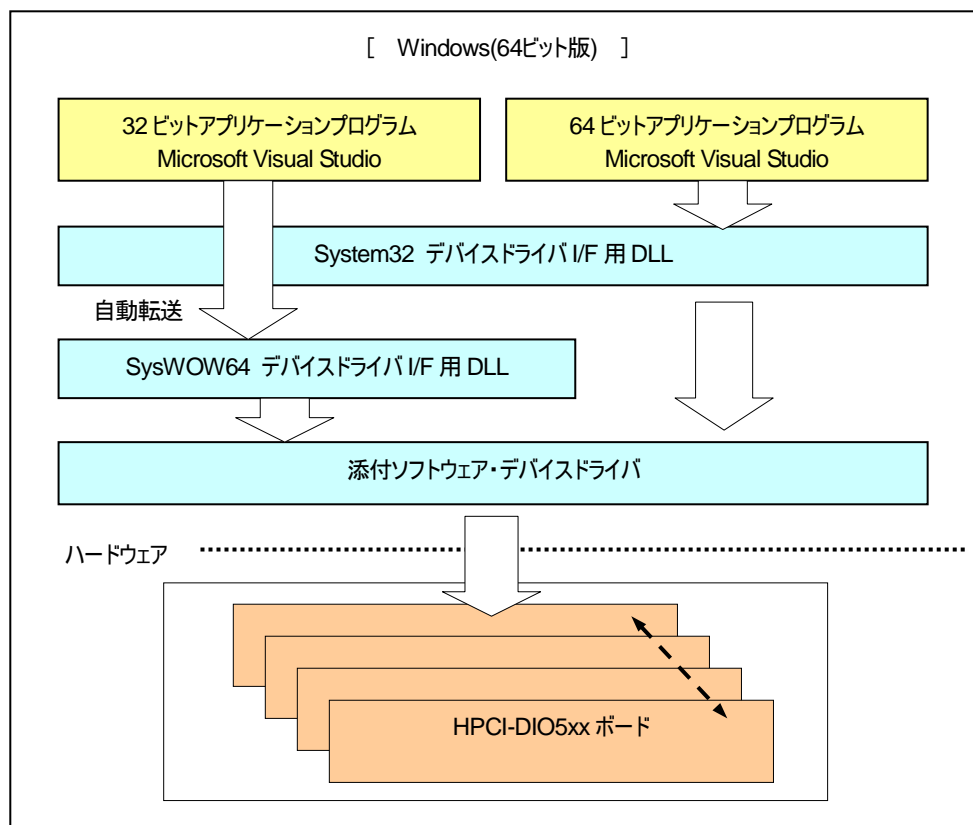 [ Windows(64ビット版) ]
32 ビットアプリケーションプログラム
Microsoft Visual Studio
64 ビットアプリケーションプログラム
Microsoft Visual Studio
System32 デバイスドライバ I/F 用 DLL
自動転送
SysWOW64 デバイスドライバ I/F 用 DLL
添付ソフトウェア・デバイスドライバ
ハードウェア
HPCI-DIO5xx ボード